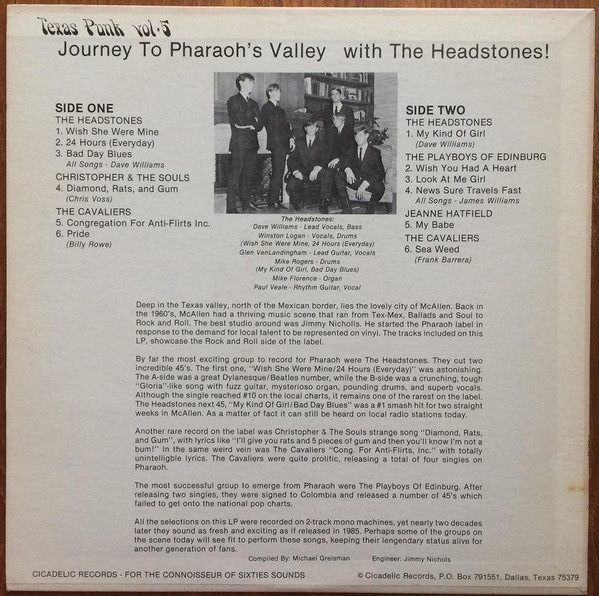 Texas Punk vol·5
Journey To Pharaoh's Valley with The Headstones!
SIDE ONE
THE HEADSTONES
1. Wish She Were Mine
2. 24 Hours (Everyday)
3. Bad Day Blues
All Songs - Dave Williams
CHRISTOPHER & THE SOULS
4. Diamond, Rats, and Gum
(Chris Voss)
THE CAVALIERS
5. Congregation For Anti-Flirts Inc.
6. Pride
(Billy Rowe)
The Headstones:
Dave Williams - Lead Vocals, Bass
Winston Logan - Vocals, Drums
(Wish She Were Mine, 24 Hours (Everyday)
Glen VanLandingham - Lead Guitar, Vocals
Mike Rogers - Drums
(My Kind Of Girl, Bad Day Blues)
Mike Florence - Organ
Paul Veale - Rhythm Guitar, Vocal
SIDE TWO
THE HEADSTONES
1. My Kind Of Girl
(Dave Williams)
THE PLAYBOYS OF EDINBURG
2. Wish You Had A Heart
3. Look At Me Girl
4. News Sure Travels Fast
All Songs - James Williams
JEANNE HATFIELD
5. My Babe
THE CAVALIERS
6. Sea Weed
(Frank Barrera)
Deep in the Texas valley, north of the Mexican border, lies the lovely city of McAllen. Back in
the 1960's, McAllen had a thriving music scene that ran from Tex-Mex, Ballads and Soul to
Rock and Roll. The best studio around was Jimmy Nicholls. He started the Pharaoh label in
response to the demand for local talent to be represented on vinyl. The tracks included on this
LP, showcase the Rock and Roll side of the label.
By far the most exciting group to record for Pharaoh were The Headstones. They cut two
incredible 45's. The first one, "Wish She Were Mine/24 Hours (Everyday)" was astonishing.
The A-side was a great Dylanesque/Beatles number, while the B-side was a crunching, tough
"Gloria"-like song with fuzz guitar, mysterioso organ, pounding drums, and superb vocals.
Although the single reached #10 on the local charts, it remains one of the rarest on the label.
The Headstones next 45, "My Kind Of Girl/Bad Day Blues" was a #1 smash hit for two straight
weeks in McAllen. As a matter of fact it can still be heard on local radio stations today.
Another rare record on the label was Christopher & The Souls strange song "Diamond, Rats,
and Gum", with lyrics like "I'll give you rats and 5 pieces of gum and then you'll know I'm not a
bum!" In the same weird vein was The Cavaliers "Cong. For Anti-Flirts, Inc." with totally
unintelligble lyrics. The Cavaliers were quite prolific, releasing a total of four singles on
Pharaoh.
The most successful group to emerge from Pharaoh were The Playboys Of Edinburg. After
releasing two singles, they were signed to Colombia and released a number of 45's which
failed to get onto the national pop charts.
All the selections on this LP were recorded on 2-track mono machines, yet nearly two decades
later they sound as fresh and exciting as if released in 1985. Perhaps some of the groups on
the scene today will see fit to perform these songs, keeping their lengendary status alive for
another generation of fans.
Compiled By: Michael Greisman Engineer: Jimmy Nichols
CICADELIC RECORDS - FOR THE CONNOISSEUR OF SIXTIES SOUNDS
© Cicadelic Records, P.O. Box 791551, Dallas, Texas 75379